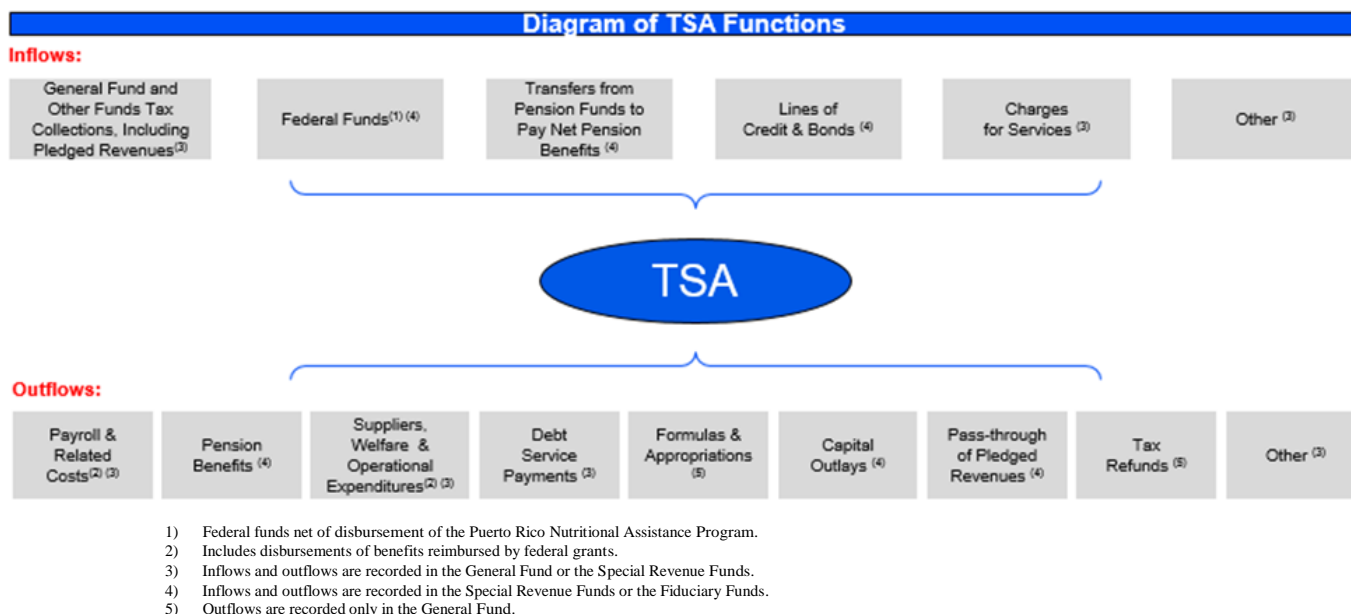 Diagram of TSA Functions
Inflows:
General Fund and
Other Funds Tax
Collections, Including
Pledged Revenues(3)
Federal Funds(1) (4)
Transfers from
Pension Funds to
Pay Net Pension
Benefits (4)
Lines of
Credit & Bonds (4)
Charges
for Services (3)
Other (3)
TSA
Outflows:
Payroll &
Related
Costs(2) (3)
Pension
Benefits (4)
Suppliers,
Welfare &
Operational
Expenditures(2) (3)
Debt
Service
Payments (3)
Formulas &
Appropriations
(5)
Capital
Outlays (4)
Pass-through
of Pledged
Revenues (4)
Tax
Refunds (5)
Other (3)
1) Federal funds net of disbursement of the Puerto Rico Nutritional Assistance Program.
2) Includes disbursements of benefits reimbursed by federal grants.
3) Inflows and outflows are recorded in the General Fund or the Special Revenue Funds.
4) Inflows and outflows are recorded in the Special Revenue Funds or the Fiduciary Funds.
5) Outflows are recorded only in the General Fund.